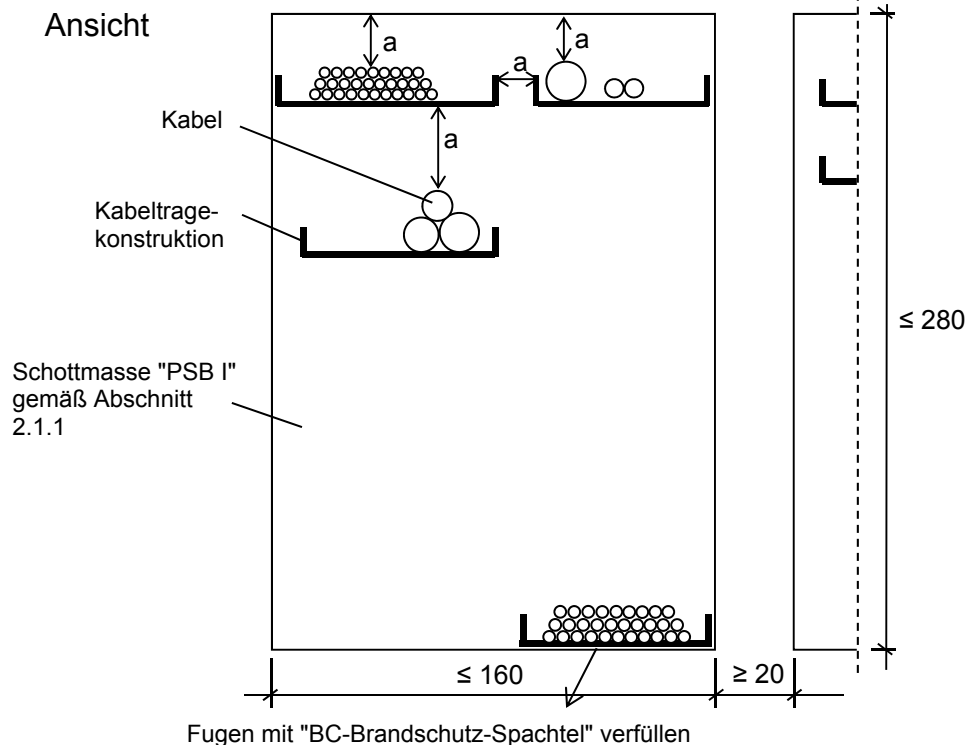 Ansicht
a
a
a
a
Kabel
Kabeltrage-
konstruktion
≤ 280
Schottmasse "PSB I"
gemäß Abschnitt
2.1.1
≤ 160
≥ 20
Fugen mit "BC-Brandschutz-Spachtel" verfüllen